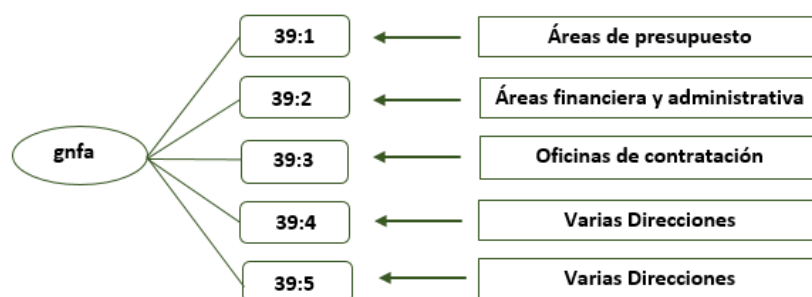 39:1
Áreas de presupuesto
39:2
Áreas financiera y administrativa
gnfa
39:3
Oficinas de contratación
39:4
Varias Direcciones
39:5
Varias Direcciones